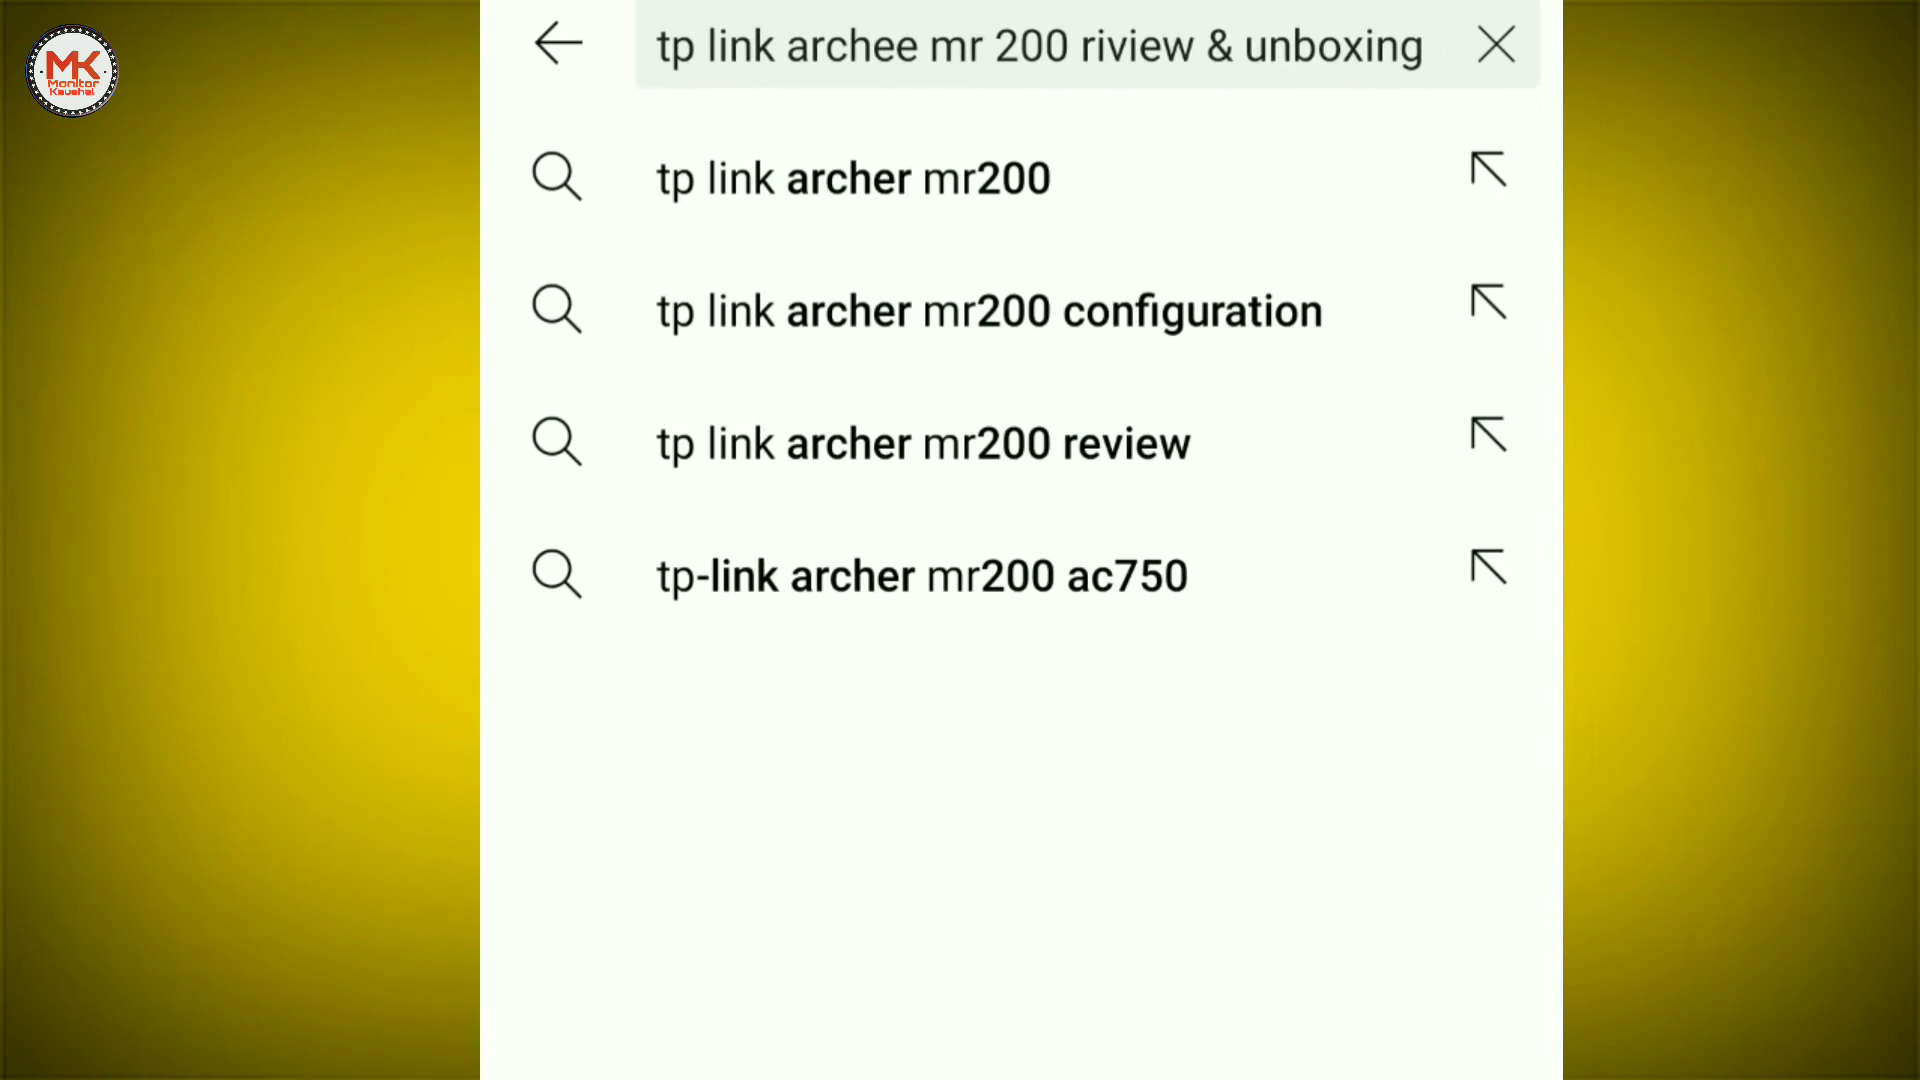 MK
Monitor
Kaushal
tp link archee mr 200 riview & unboxing
tp link archer mr200
tp link archer mr200 configuration
tp link archer mr200 review
tp-link archer mr200 ac750